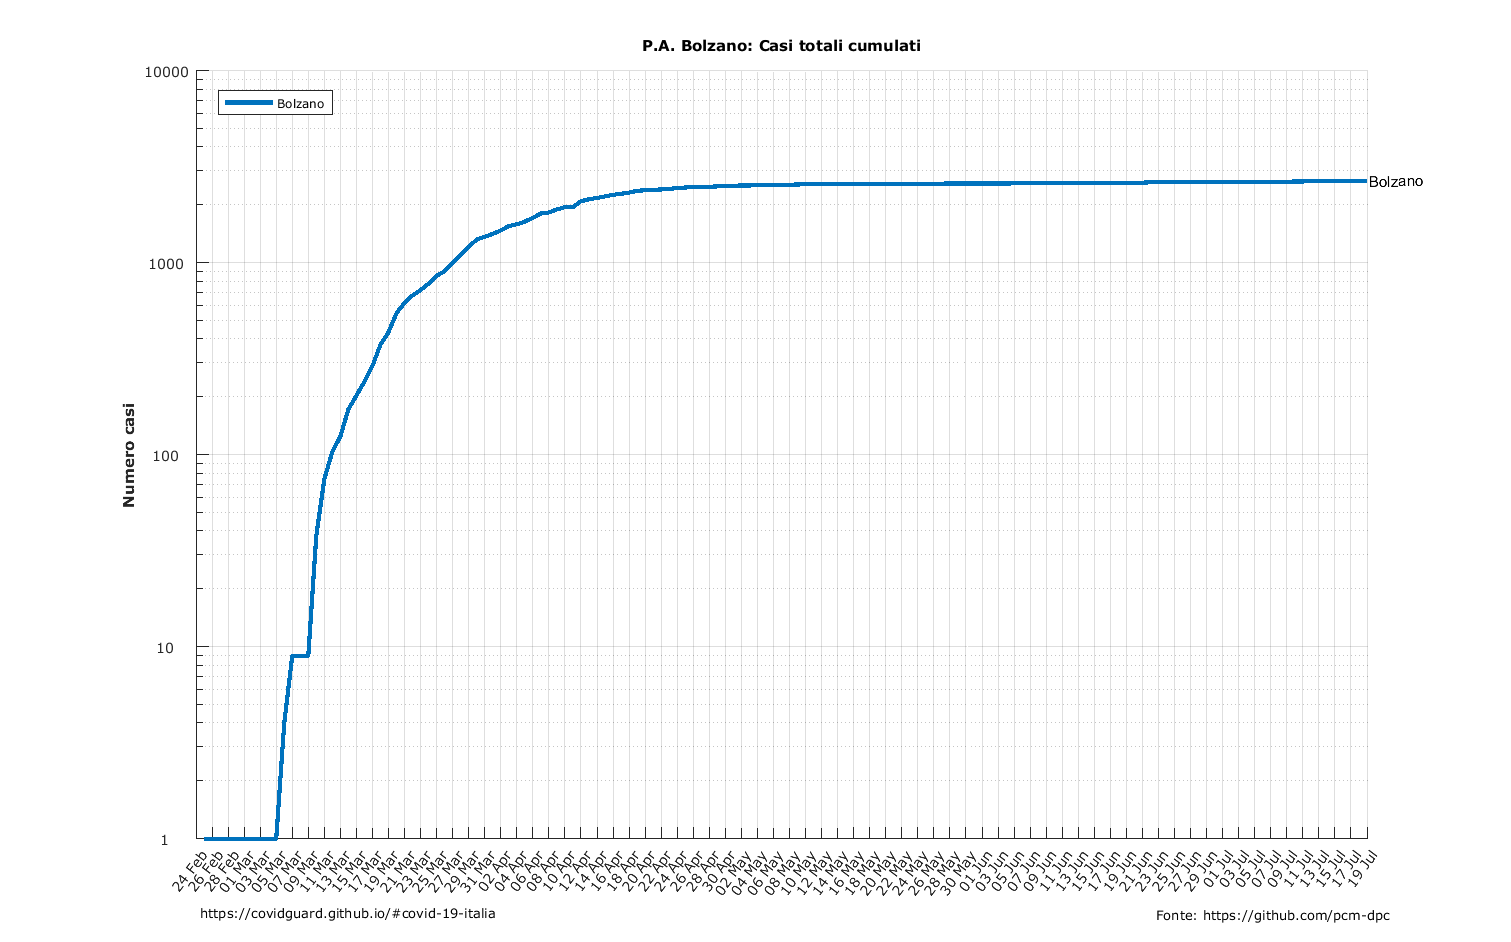 P.A. Bolzano: Casi totali cumulati
10000
Bolzano
Bolzano
1000
Numero casi
100
10
1
24 Feb
26 Feb
28 Feb
01 Mar
03 Mar
05 Mar
07 Mar
09 Mar
11 Mar
13 Mar
15 Mar
17 Mar
19 Mar
21 Mar
23 Mar
25 Mar
27 Mar
29 Mar
31 Mar
02 Apr
04 Apr
06 Apr
08 Apr
10 Apr
12 Apr
14 Apr
16 Apr
18 Apr
20 Apr
22 Apr
24 Apr
26 Apr
28 Apr
30 Apr
02 May
04 May
06 May
08 May
10 May
12 May
14 May
16 May
18 May
20 May
22 May
24 May
26 May
28 May
30 May
01 Jun
03 Jun
05 Jun
07 Jun
09 Jun
11 Jun
13 Jun
15 Jun
17 Jun
19 Jun
21 Jun
23 Jun
25 Jun
27 Jun
29 Jun
01 Jul
03 Jul
05 Jul
07 Jul
09 Jul
11 Jul
13 Jul
15 Jul
17 Jul
19 Jul
https://covidguard.github.io/#covid-19-italia
Fonte: https://github.com/pcm-dpc